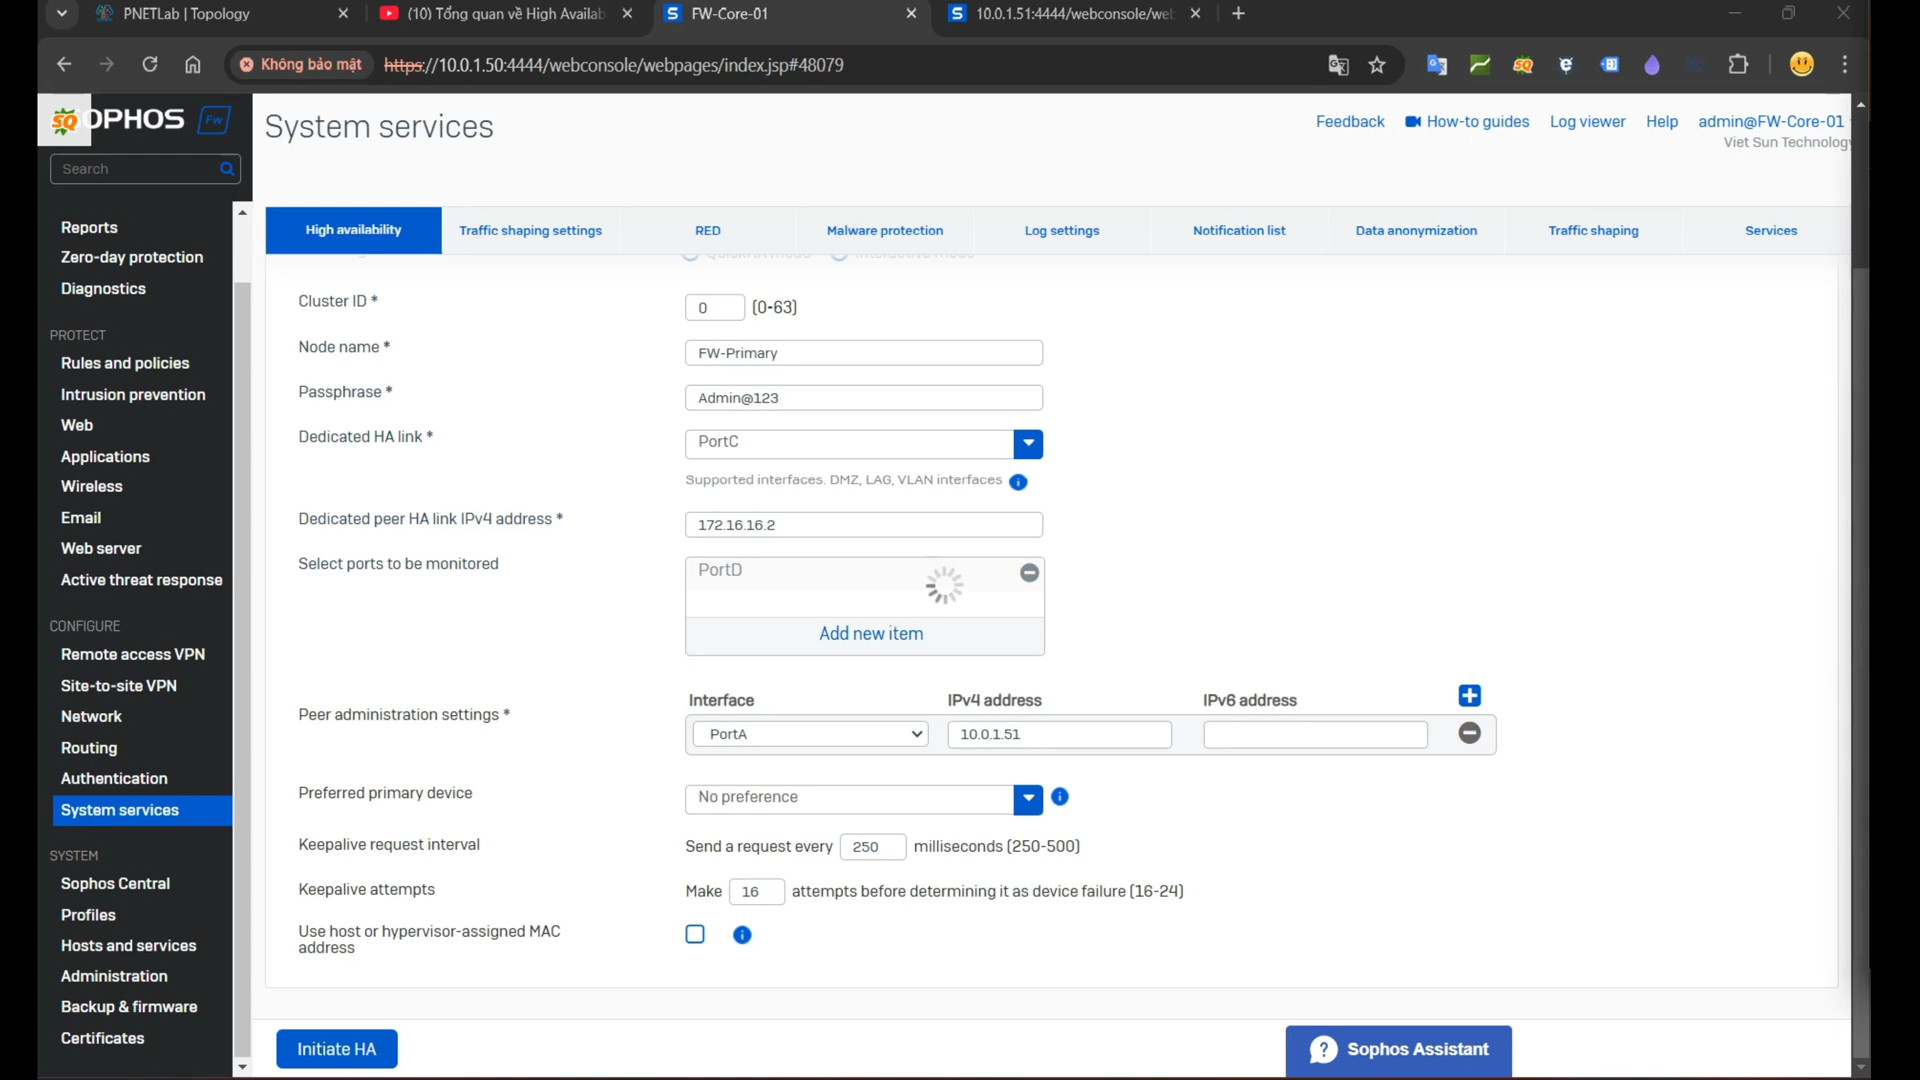 PNETLab | Topology
(10) Tổng quan về High Availab
FW-Core-01
10.0.1.51:4444/webconsole/we
Không bảo mật
https://10.0.1.50:4444/webconsole/webpages/index.jsp#48079
SQ
OPHOS
FW
System services
Feedback
How-to guides
Log viewer
Help
admin@FW-Core-01
Viet Sun Technology
Search
High availability
Traffic shaping settings
RED
Malware protection
Log settings
Notification list
Data anonymization
Traffic shaping
Services
Reports
Zero-day protection
Diagnostics
PROTECT
Rules and policies
Intrusion prevention
Web
Applications
Wireless
Email
Web server
Active threat response
CONFIGURE
Remote access VPN
Site-to-site VPN
Network
Routing
Authentication
System services
SYSTEM
Sophos Central
Profiles
Hosts and services
Administration
Backup & firmware
Certificates
Cluster ID *
0 (0-63)
Node name *
FW-Primary
Passphrase *
Admin@123
Dedicated HA link *
PortC
Supported interfaces. DMZ, LAG, VLAN interfaces
Dedicated peer HA link IPv4 address *
172.16.16.2
Select ports to be monitored
PortD
Add new item
Interface
IPv4 address
IPv6 address
Peer administration settings *
PortA
10.0.1.51
Preferred primary device
No preference
Keepalive request interval
Send a request every 250 milliseconds (250-500)
Keepalive attempts
Make 16 attempts before determining it as device failure (16-24)
Use host or hypervisor-assigned MAC
address
Initiate HA
Sophos Assistant